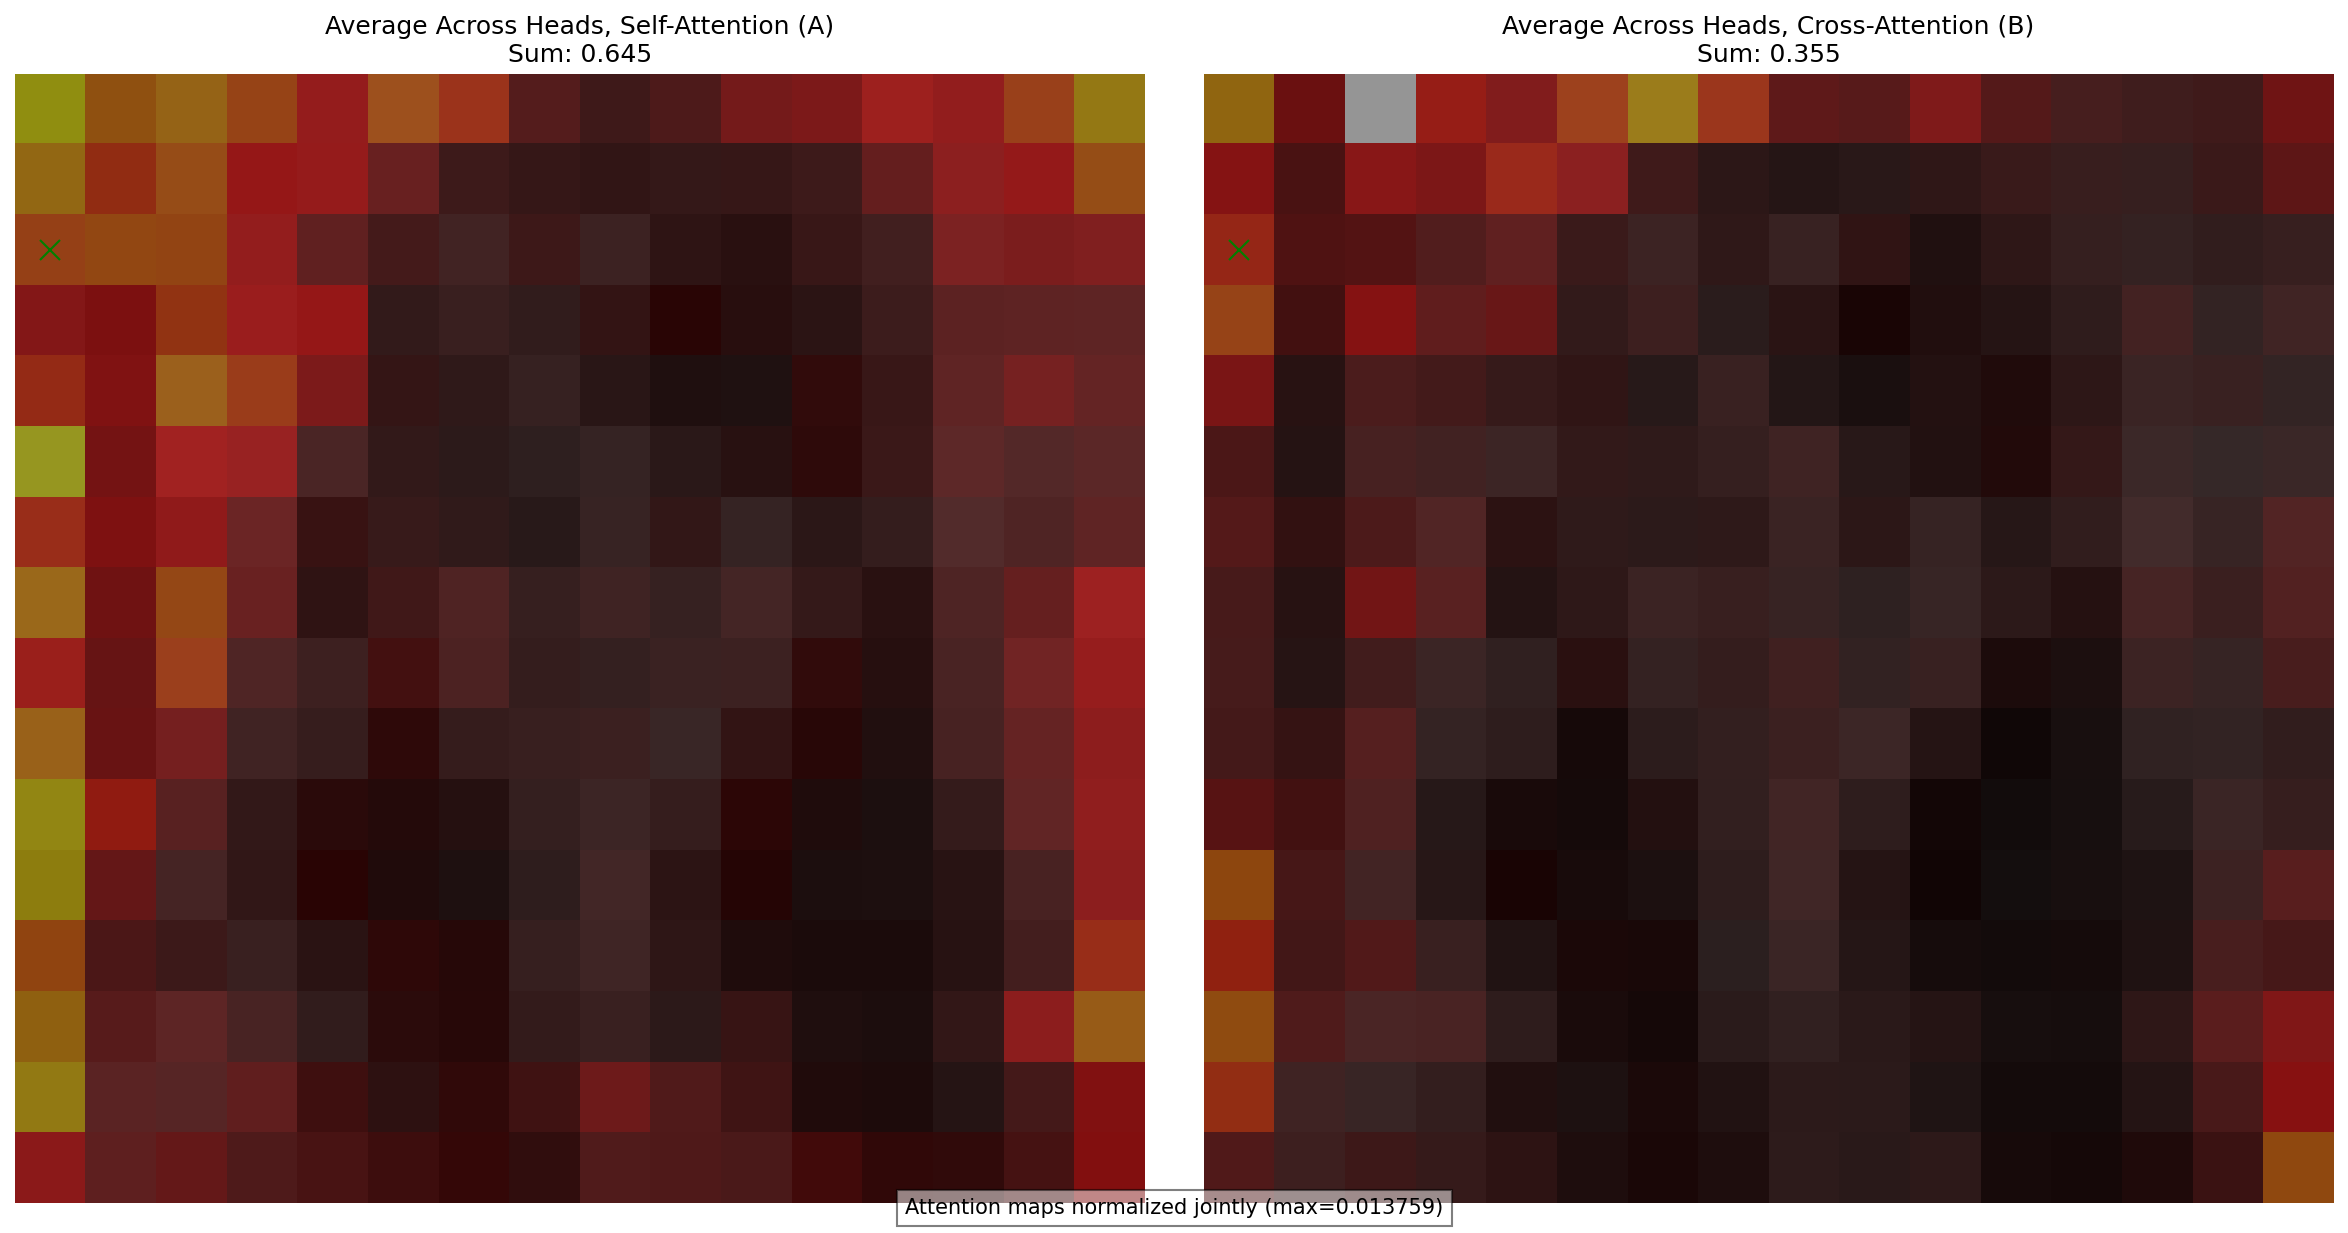 Average Across Heads, Self-Attention (A)
Sum: 0.645
Average Across Heads, Cross-Attention (B)
Sum: 0.355
Attention maps normalized jointly (max=0.013759)